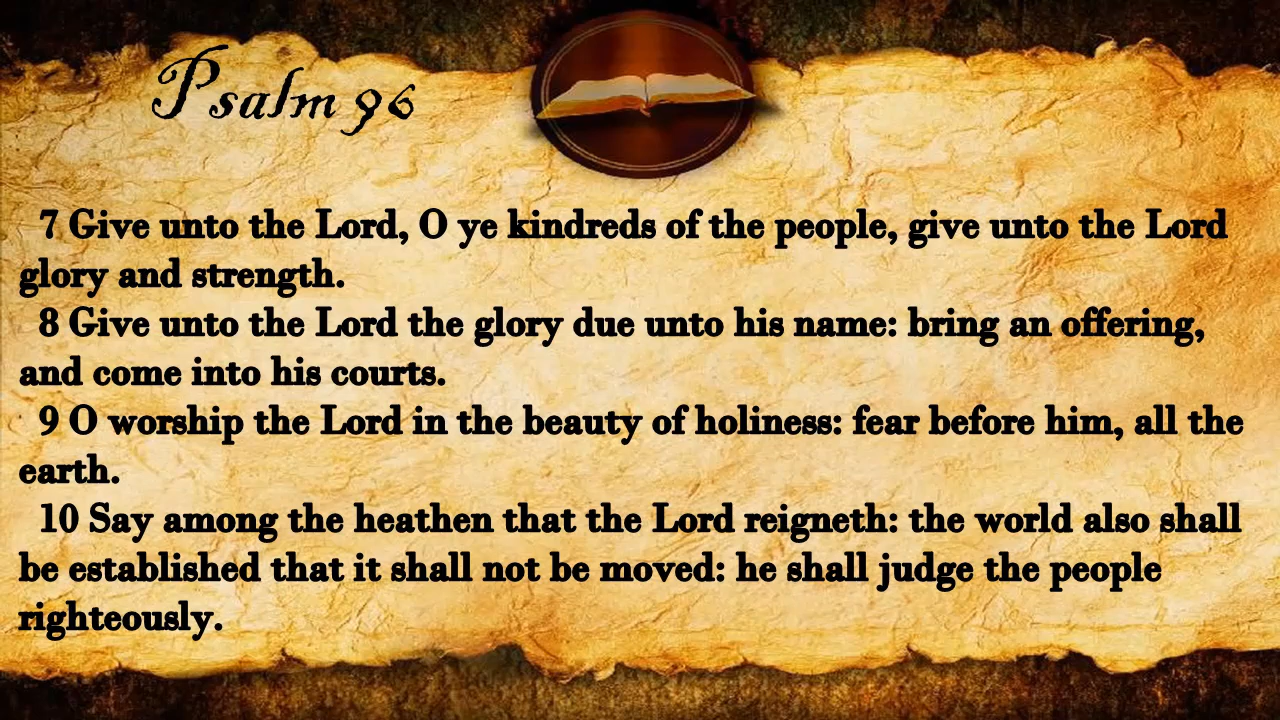 Psalm 96
7 Give unto the Lord, O ye kindreds of the people, give unto the Lord
glory and strength.
8 Give unto the Lord the glory due unto his name: bring an offering,
and come into his courts.
9 O worship the Lord in the beauty of holiness: fear before him, all the
earth.
10 Say among the heathen that the Lord reigneth: the world also shall
be established that it shall not be moved: he shall judge the people
righteously.